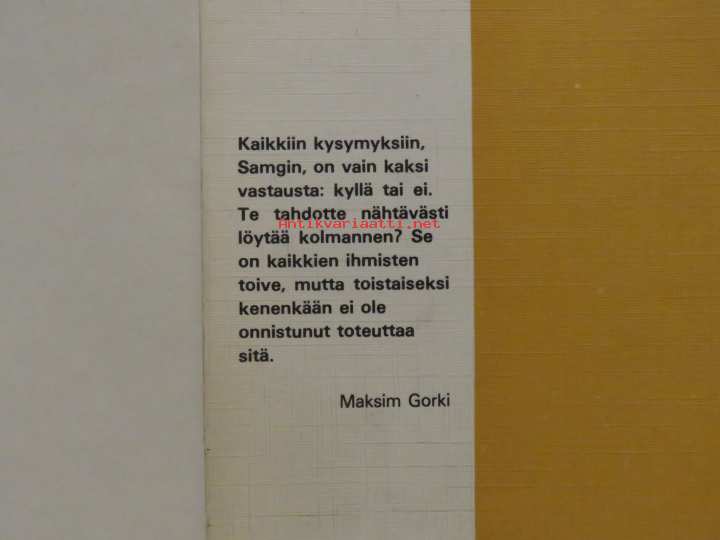 Kaikkiin kysymyksiin,
Samgin, on vain kaksi
vastausta: kyllä tai ei.
Te tahdotte nähtävästi
Antikvariaatti.net
löytää kolmannen? Se
on kaikkien ihmisten
toive, mutta toistaiseksi
kenenkään ei ole
onnistunut toteuttaa
sitä.
Maksim Gorki